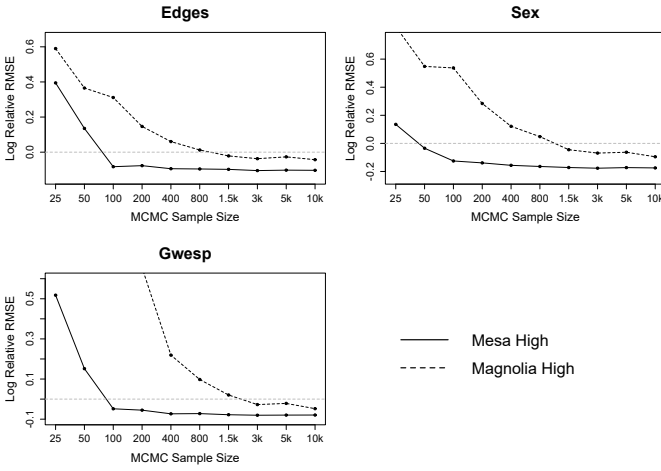 Edges
Log Relative RMSE
0.6
0.4
0.2
0.0
25 50 100 200 400 800 1.5k 3k 5k 10k
MCMC Sample Size
Sex
Log Relative RMSE
0.6
0.4
0.2
0.0
-0.2
25 50 100 200 400 800 1.5k 3k 5k 10k
MCMC Sample Size
Gwesp
Log Relative RMSE
0.5
0.3
0.1
-0.1
25 50 100 200 400 800 1.5k 3k 5k 10k
MCMC Sample Size
Mesa High
Magnolia High